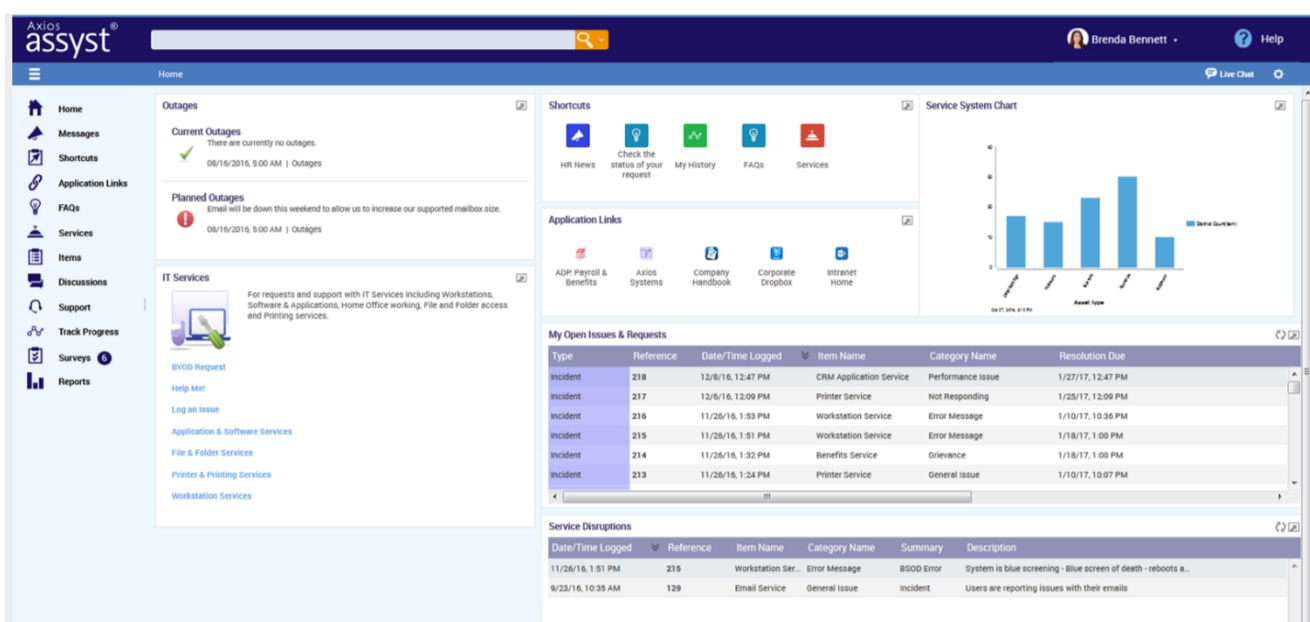 Axios
assyst®
Brenda Bennett
Help
Home
Live Chat
Home
Messages
Shortcuts
Application Links
FAQs
Services
Items
Discussions
Support
Track Progress
Surveys 6
Reports
Outages
Current Outages
There are currently no outages.
08/16/2016, 5:00 AM | Outages
Planned Outages
Email will be down this weekend to allow us to increase our supported mailbox size.
08/16/2016, 5:00 AM | Outages
IT Services
For requests and support with IT Services including Workstations,
Software & Applications, Home Office working, File and Folder access
and Printing services.
BYOD Request
Help Me!
Log an Issue
Application & Software Services
File & Folder Services
Printer & Printing Services
Workstation Services
Shortcuts
HR News
Check the
status of your
request
My History
FAQs
Services
Application Links
ADP. Payroll &
Benefits
Axios
Systems
Company
Handbook
Corporate
Dropbox
Intranet
Home
Service System Chart
Asset Type
My Open Issues & Requests
Type Reference Date/Time Logged Item Name Category Name Resolution Due
Incident 218 12/8/16, 12:47 PM CRM Application Service Performance Issue 1/27/17, 12:47 PM
Incident 217 12/6/16, 12:09 PM Printer Service Not Responding 1/25/17, 12:09 PM
Incident 216 11/26/16, 1:53 PM Workstation Service Error Message 1/10/17, 10:36 PM
Incident 215 11/26/16, 1:51 PM Workstation Service Error Message 1/18/17, 1:00 PM
Incident 214 11/26/16, 1:32 PM Benefits Service Grievance 1/18/17, 1:00 PM
Incident 213 11/26/16, 1:24 PM Printer Service General Issue 1/10/17, 10:07 PM
Service Disruptions
Date/Time Logged Reference Item Name Category Name Summary Description
11/26/16, 1:51 PM 215 Workstation Ser... Error Message BSOD Error System is blue screening - Blue screen of death - reboots a...
9/23/16, 10:35 AM 129 Email Service General Issue Incident Users are reporting issues with their emails